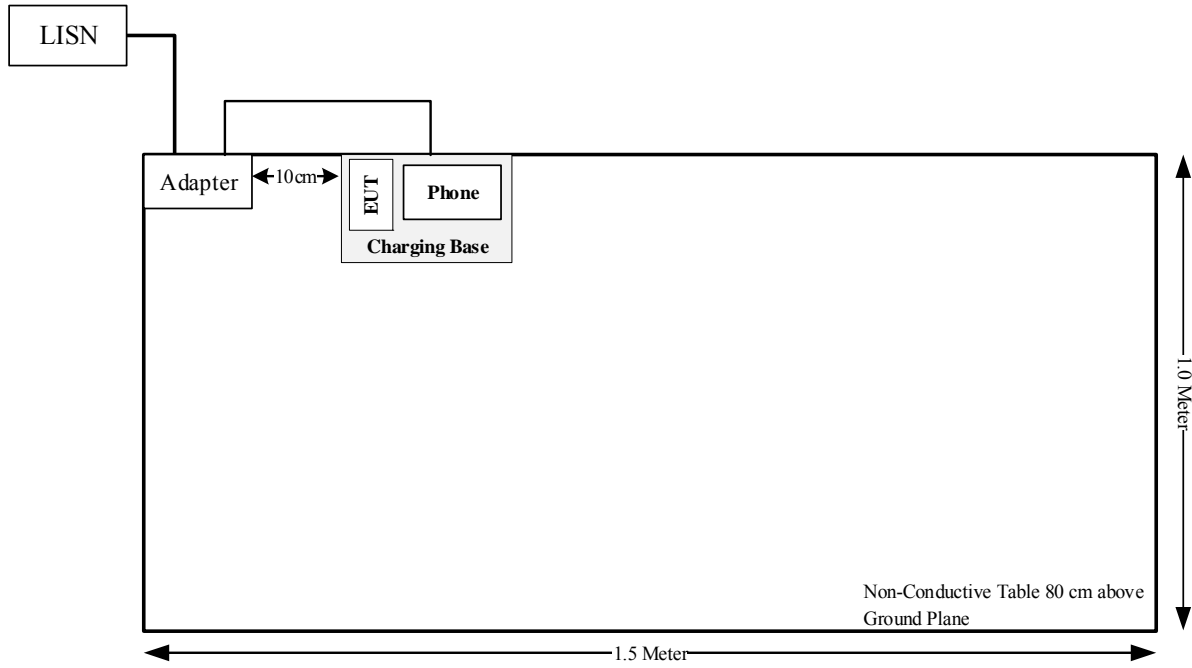 LISN
Adapter
10cm
EUT
Phone
Charging Base
1.0 Meter
Non-Conductive Table 80 cm above
Ground Plane
1.5 Meter